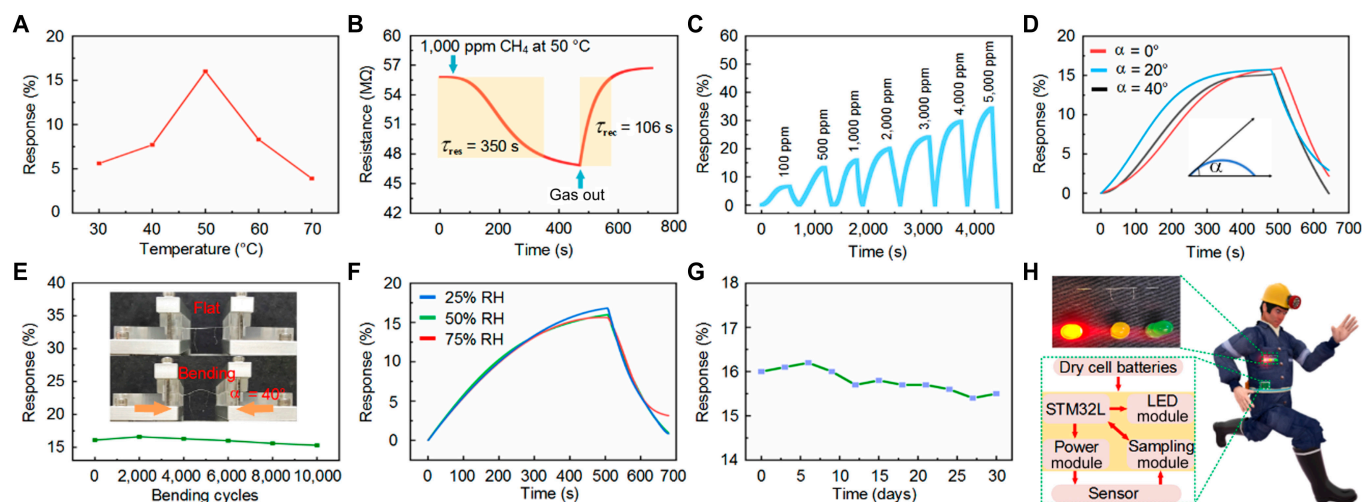 A
Response (%)
20
15
10
5
0
30 40 50 60 70
Temperature (°C)
B
Resistance (MΩ)
60
57
54
51
48
45
42
1,000 ppm CH₄ at 50 °C
τres = 350 s
τrec = 106 s
Gas out
0 200 400 600 800
Time (s)
C
Response (%)
60
50
40
30
20
10
0
100 ppm
500 ppm
1,000 ppm
2,000 ppm
3,000 ppm
4,000 ppm
5,000 ppm
0 1,000 2,000 3,000 4,000
Time (s)
D
Response (%)
20
15
10
5
0
α = 0°
α = 20°
α = 40°
α
0 100 200 300 400 500 600 700
Time (s)
E
Response (%)
40
35
30
25
20
15
Flat
Bending
α = 40°
0 2,000 4,000 6,000 8,000 10,000
Bending cycles
F
Response (%)
20
15
10
5
0
25% RH
50% RH
75% RH
0 100 200 300 400 500 600 700
Time (s)
G
Response (%)
18
17
16
15
14
0 5 10 15 20 25 30
Time (days)
H
Dry cell batteries
STM32L
LED
module
Power
module
Sampling
module
Sensor